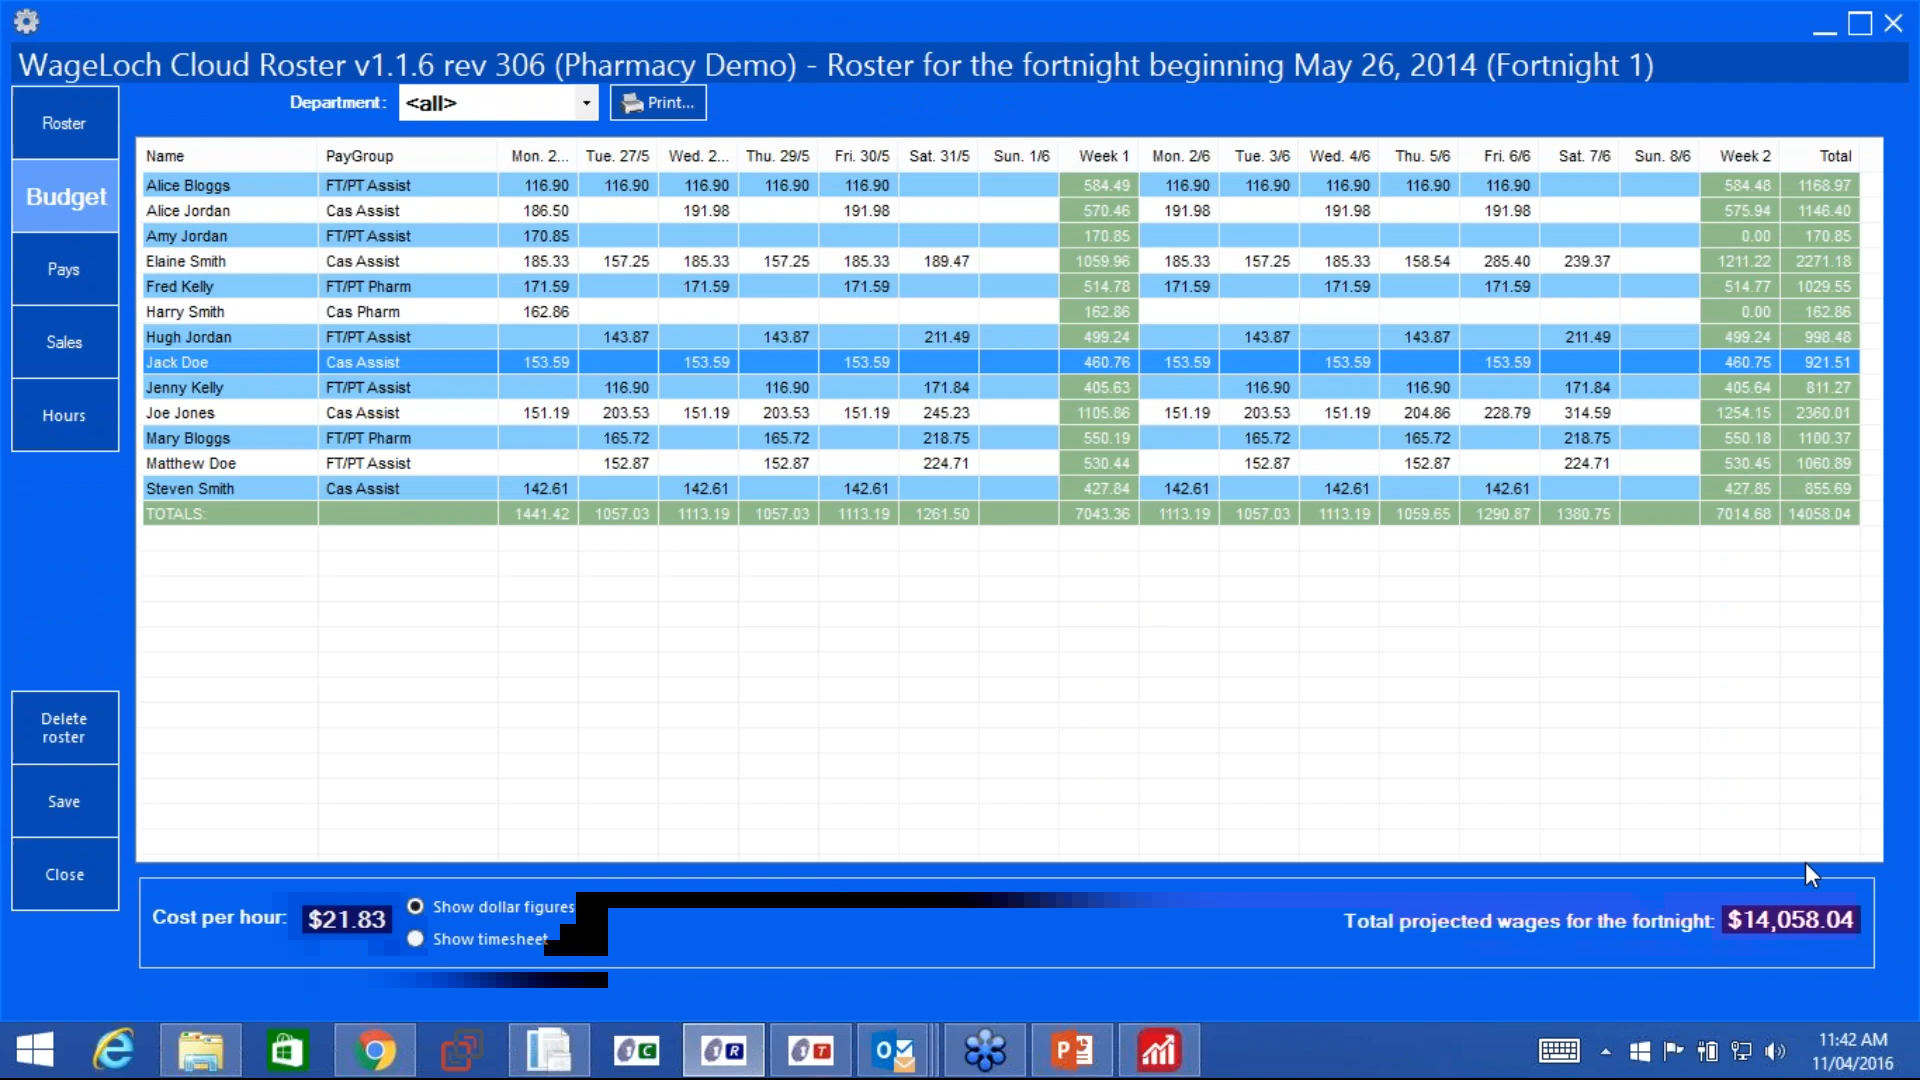 WageLoch Cloud Roster v1.1.6 rev 306 (Pharmacy Demo) - Roster for the fortnight beginning May 26, 2014 (Fortnight 1)
Roster
Budget
Pays
Sales
Hours
Delete
roster
Save
Close
Department: <all> Print...
Name PayGroup Mon. 2... Tue. 27/5 Wed. 2... Thu. 29/5 Fri. 30/5 Sat. 31/5 Sun. 1/6 Week 1 Mon. 2/6 Tue. 3/6 Wed. 4/6 Thu. 5/6 Fri. 6/6 Sat. 7/6 Sun. 8/6 Week 2 Total
Alice Bloggs FT/PT Assist 116.90 116.90 116.90 116.90 116.90 584.49 116.90 116.90 116.90 116.90 116.90 584.48 1168.97
Alice Jordan Cas Assist 186.50 191.98 191.98 570.46 191.98 191.98 191.98 575.94 1146.40
Amy Jordan FT/PT Assist 170.85 170.85 0.00 170.85
Elaine Smith Cas Assist 185.33 157.25 185.33 157.25 185.33 189.47 1059.96 185.33 157.25 185.33 158.54 285.40 239.37 1211.22 2271.18
Fred Kelly FT/PT Pharm 171.59 171.59 171.59 514.78 171.59 171.59 171.59 514.77 1029.55
Harry Smith Cas Pharm 162.86 162.86 0.00 162.86
Hugh Jordan FT/PT Assist 143.87 143.87 211.49 499.24 143.87 143.87 211.49 499.24 998.48
Jack Doe Cas Assist 153.59 153.59 153.59 460.76 153.59 153.59 153.59 460.75 921.51
Jenny Kelly FT/PT Assist 116.90 116.90 171.84 405.63 116.90 116.90 171.84 405.64 811.27
Joe Jones Cas Assist 151.19 203.53 151.19 203.53 151.19 245.23 1105.86 151.19 203.53 151.19 204.86 228.79 314.59 1254.15 2360.01
Mary Bloggs FT/PT Pharm 165.72 165.72 218.75 550.19 165.72 165.72 218.75 550.18 1100.37
Matthew Doe FT/PT Assist 152.87 152.87 224.71 530.44 152.87 152.87 224.71 530.45 1060.89
Steven Smith Cas Assist 142.61 142.61 142.61 427.84 142.61 142.61 142.61 427.85 855.69
TOTALS: 1441.42 1057.03 1113.19 1057.03 1113.19 1261.50 7043.36 1113.19 1057.03 1113.19 1059.65 1290.87 1380.75 7014.68 14058.04
Cost per hour: $21.83
Show dollar figures
Show timesheet
Total projected wages for the fortnight: $14,058.04
C
R
T
11:42 AM
11/04/2016